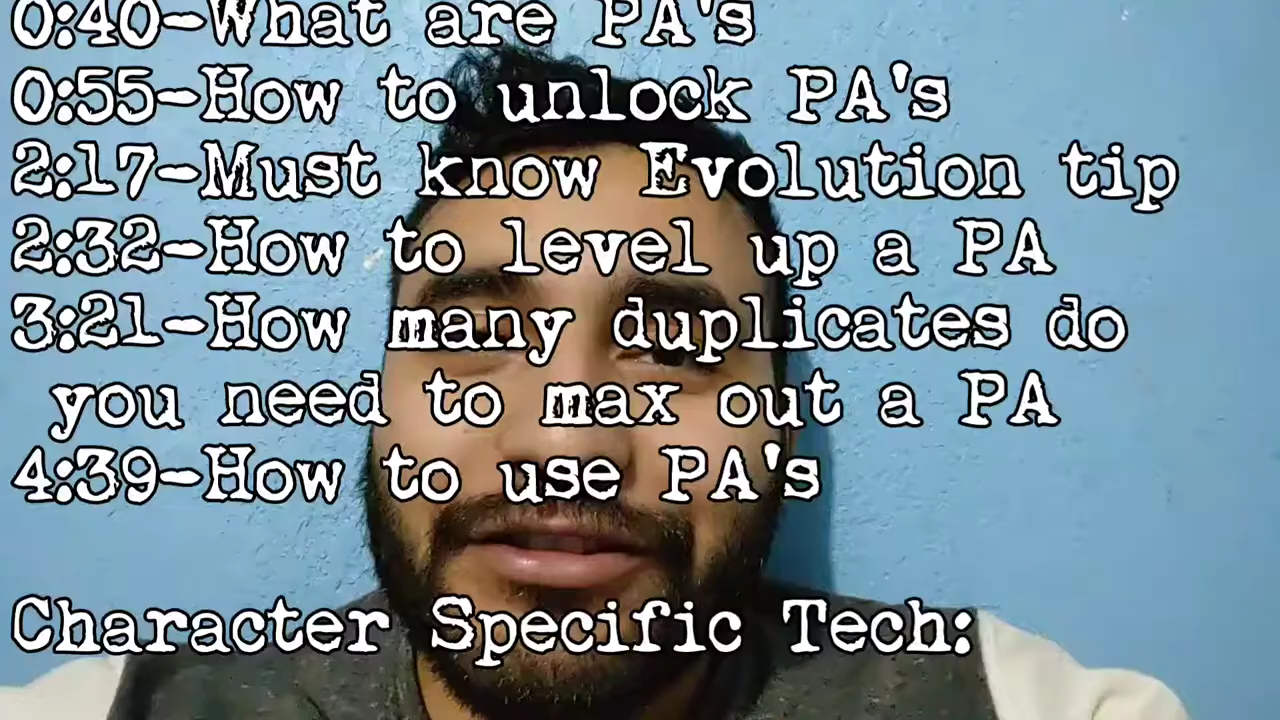 0:40-What are PA's
0:55-How to unlock PA's
2:17-Must know Evolution tip
2:32-How to level up a PA
3:21-How many duplicates do
you need to max out a PA
4:39-How to use PA's
Character Specific Tech: